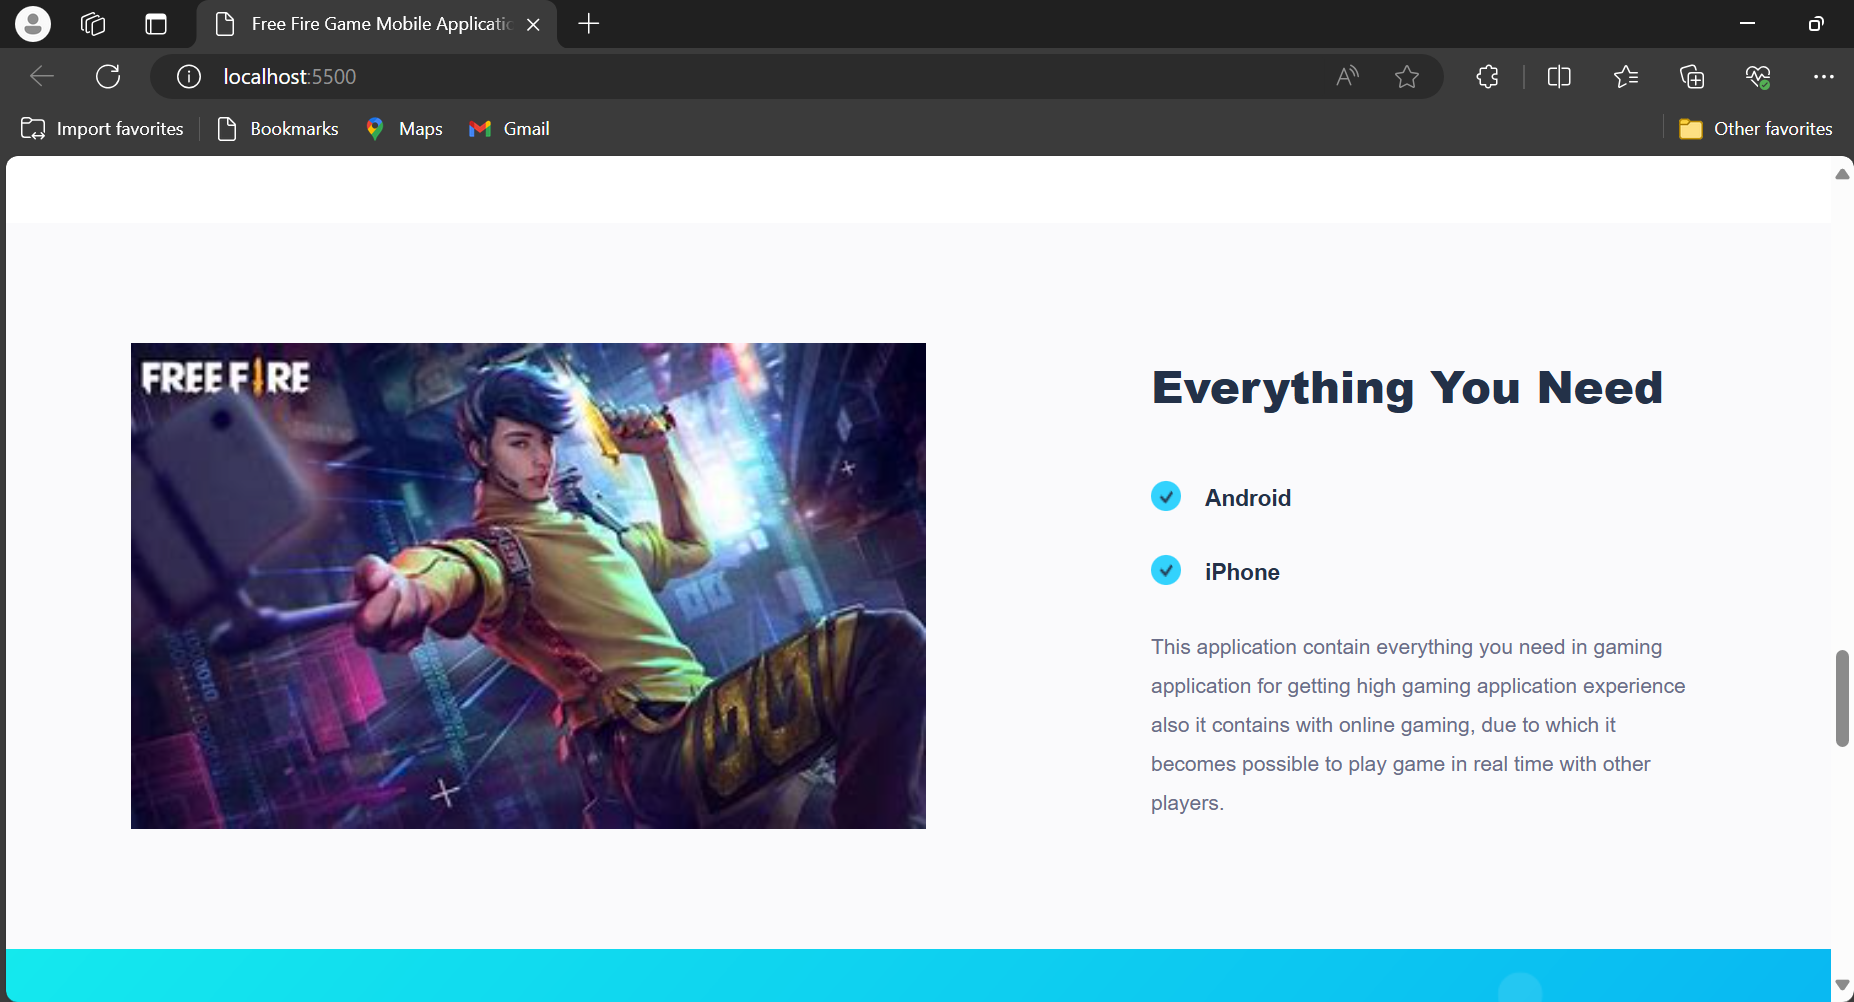 Free Fire Game Mobile Applicatio
localhost:5500
Import favorites
Bookmarks
Maps
Gmail
Other favorites
FREE FIRE
Everything You Need
Android
iPhone
This application contain everything you need in gaming
application for getting high gaming application experience
also it contains with online gaming, due to which it
becomes possible to play game in real time with other
players.